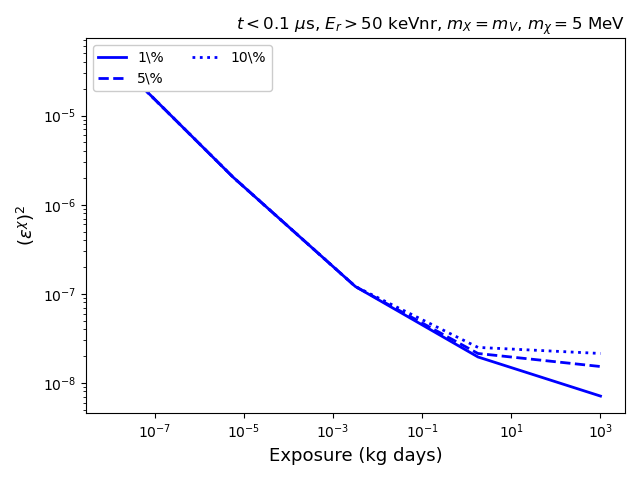 t < 0.1 μs, E_r > 50 keVnr, m_X = m_V, m_χ = 5 MeV
1\% 10\%
5\%
10^{-5}
10^{-6}
10^{-7}
10^{-8}
(ε^χ)^2
10^{-7} 10^{-5} 10^{-3} 10^{-1} 10^1 10^3
Exposure (kg days)